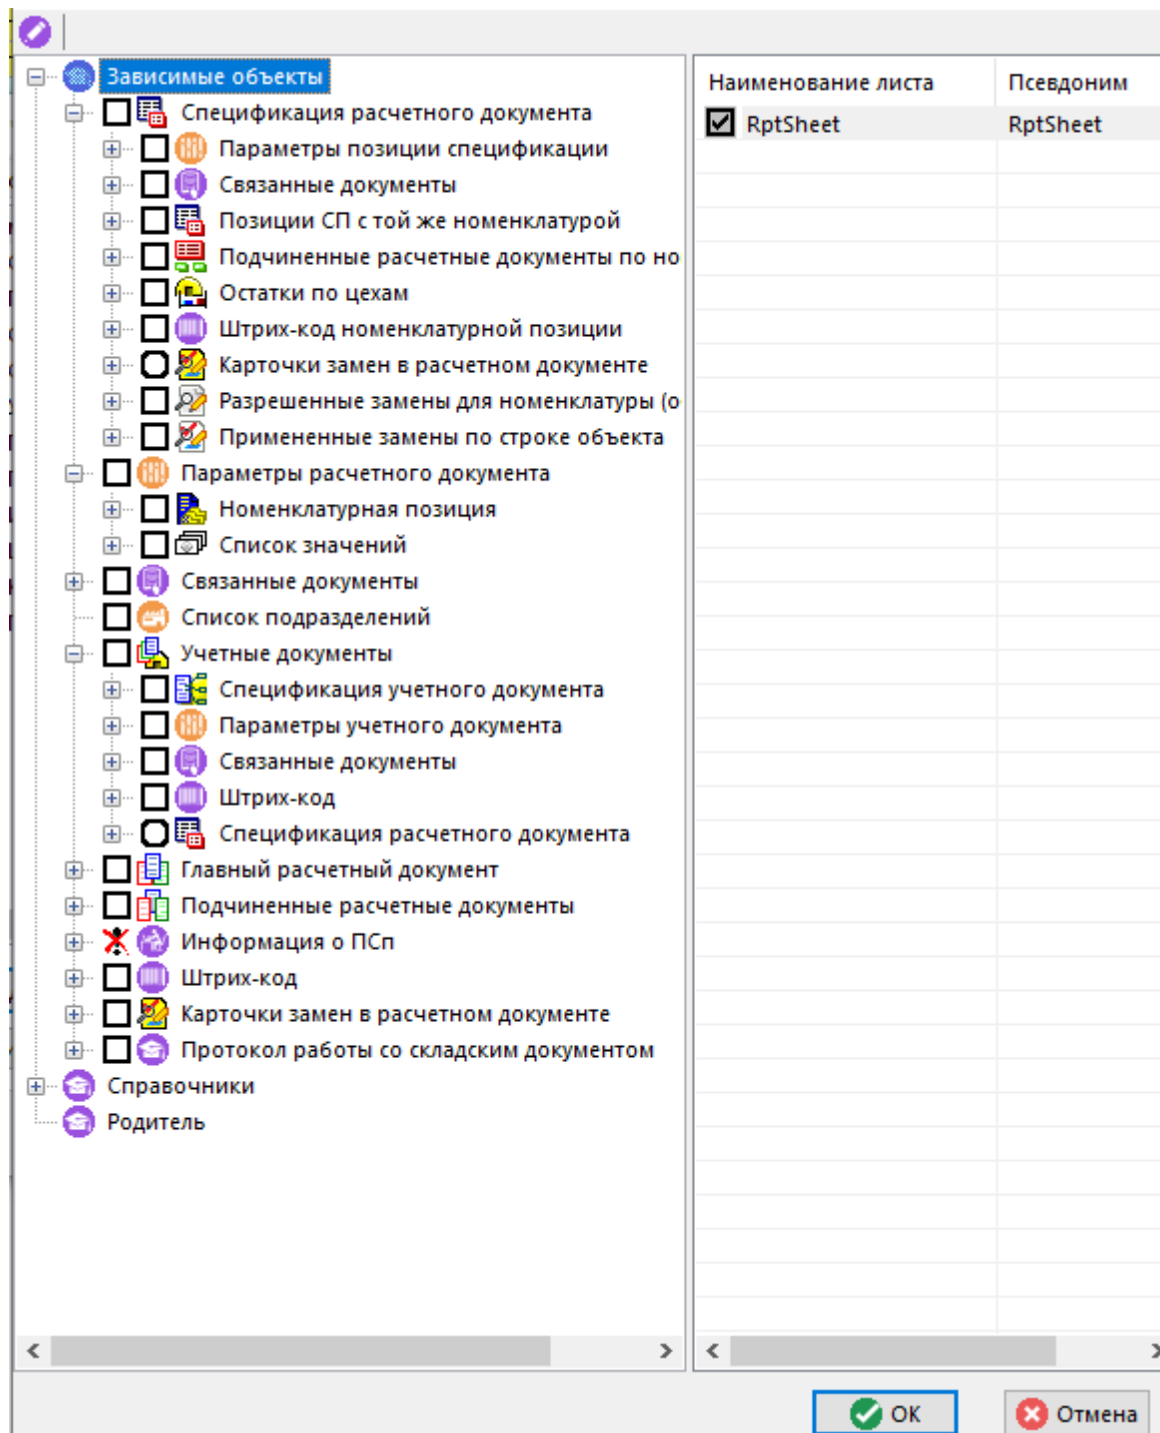 Зависимые объекты
Спецификация расчетного документа
Параметры позиции спецификации
Связанные документы
Позиции СП с той же номенклатурой
Подчиненные расчетные документы по но
Остатки по цехам
Штрих-код номенклатурной позиции
Карточки замен в расчетном документе
Разрешенные замены для номенклатуры (о
Примененные замены по строке объекта
Параметры расчетного документа
Номенклатурная позиция
Список значений
Связанные документы
Список подразделений
Учетные документы
Спецификация учетного документа
Параметры учетного документа
Связанные документы
Штрих-код
Спецификация расчетного документа
Главный расчетный документ
Подчиненные расчетные документы
Информация о ПСп
Штрих-код
Карточки замен в расчетном документе
Протокол работы со складским документом
Справочники
Родитель
Наименование листа Псевдоним
RptSheet RptSheet
ОК Отмена